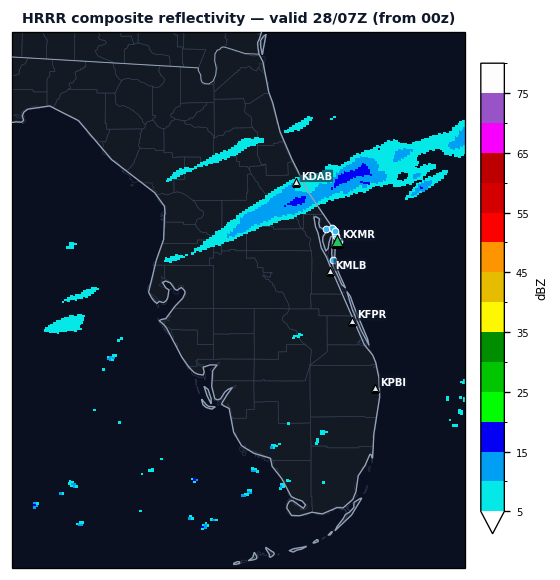 HRRR composite reflectivity — valid 28/07Z (from 00z)
KDAB
KXMR
KMLB
KFPR
KPBI
75
65
55
45
35
25
15
5
dBZ